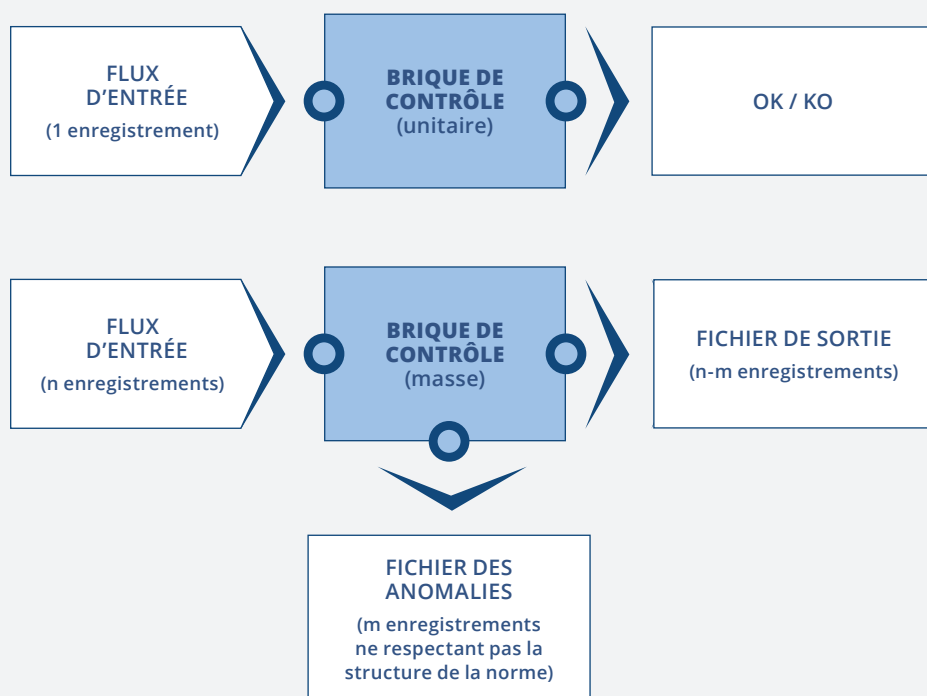 FLUX
D’ENTRÉE
(1 enregistrement)
BRIQUE DE
CONTRÔLE
(unitaire)
OK / KO
FLUX
D’ENTRÉE
(n enregistrements)
BRIQUE DE
CONTRÔLE
(masse)
FICHIER DE SORTIE
(n-m enregistrements)
FICHIER DES
ANOMALIES
(m enregistrements
ne respectant pas la
structure de la norme)